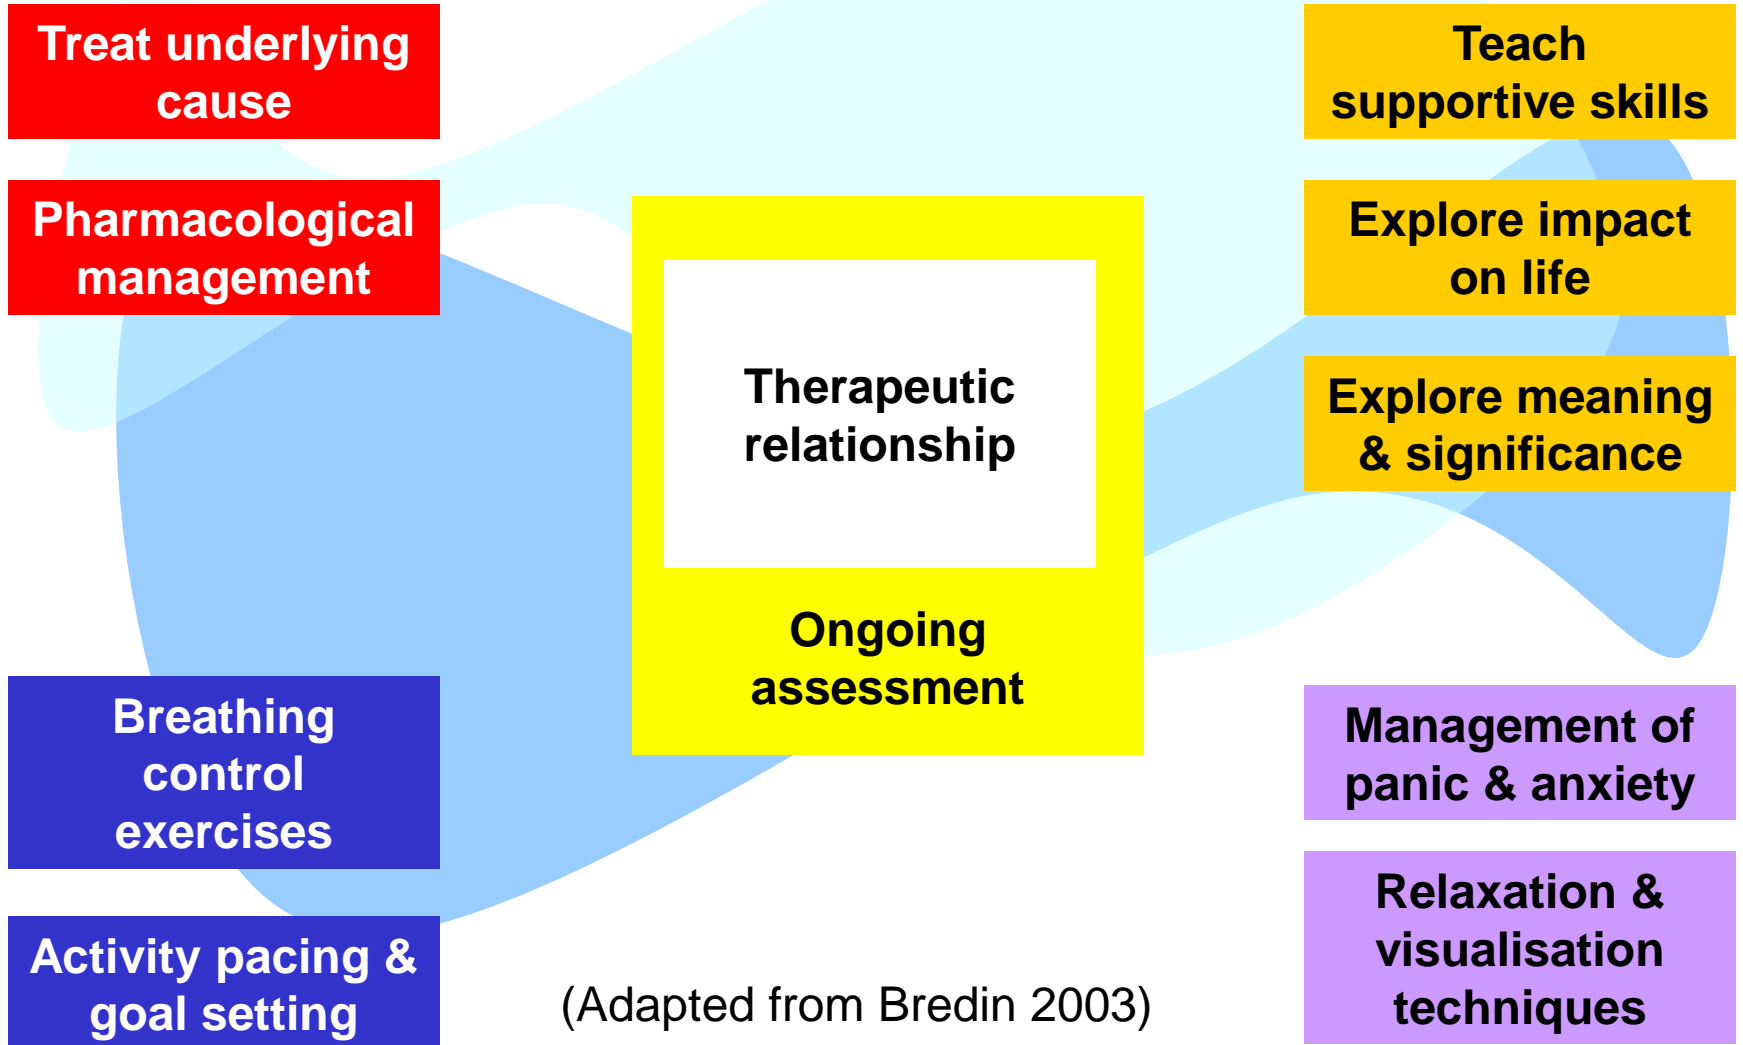 Treat underlying
cause
Pharmacological
management
Breathing
control
exercises
Activity pacing &
goal setting
Therapeutic
relationship
Ongoing
assessment
(Adapted from Bredin 2003)
Teach
supportive skills
Explore impact
on life
Explore meaning
& significance
Management of
panic & anxiety
Relaxation &
visualisation
techniques